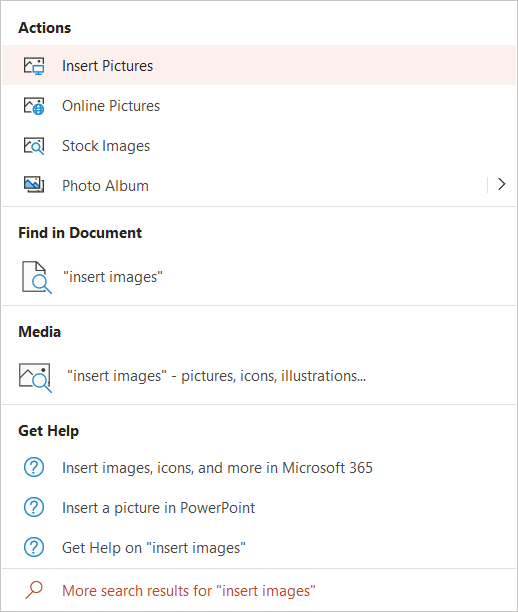 Actions
Insert Pictures
Online Pictures
Stock Images
Photo Album
Find in Document
"insert images"
Media
"insert images" - pictures, icons, illustrations...
Get Help
Insert images, icons, and more in Microsoft 365
Insert a picture in PowerPoint
Get Help on "insert images"
More search results for "insert images"